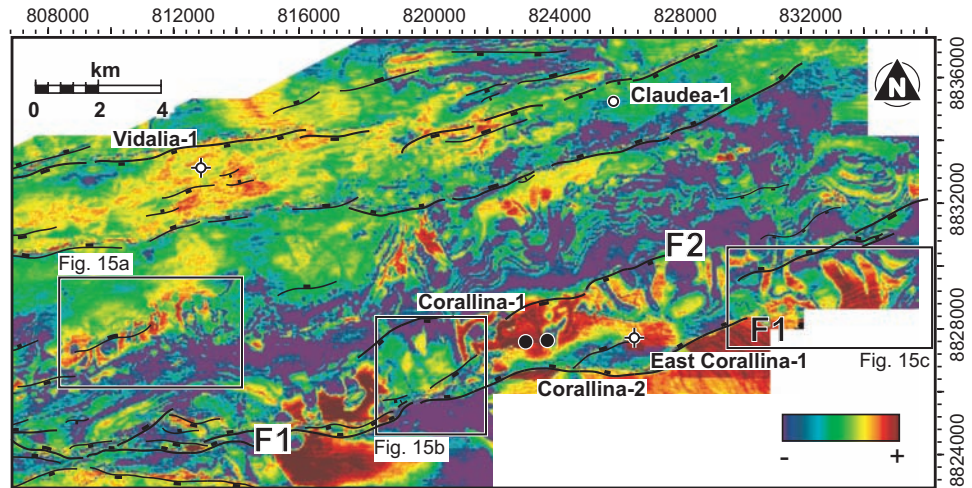 808000 812000 816000 820000 824000 828000 832000
km
0 2 4
N
8836000
Claudea-1
Vidalia-1
8832000
F2
Fig. 15a
Corallina-1
8828000
F1
East Corallina-1
Fig. 15c
Corallina-2
F1
Fig. 15b
- +
8824000